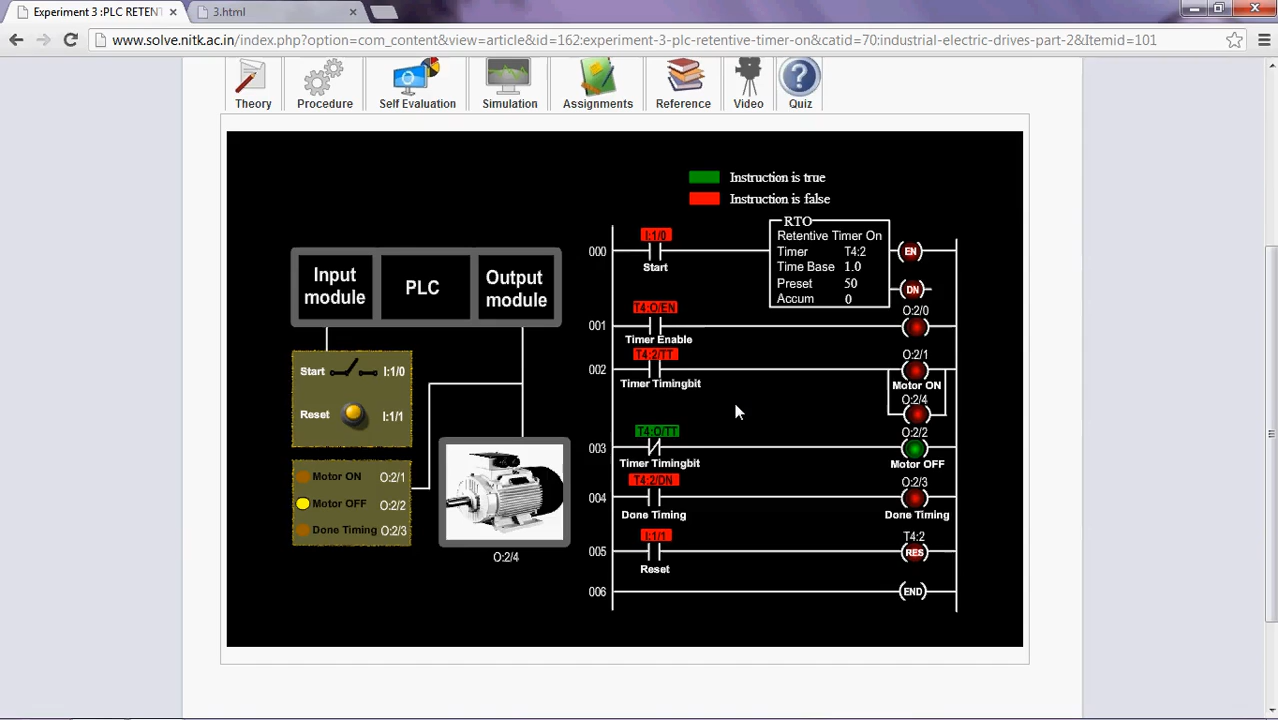 Experiment 3 :PLC RETENT
3.html
www.solve.nitk.ac.in/index.php?option=com_content&view=article&id=162:experiment-3-plc-retentive-timer-on&catid=70:industrial-electric-drives-part-2&Itemid=101
Theory
Procedure
Self Evaluation
Simulation
Assignments
Reference
Video
Quiz
Instruction is true
Instruction is false
Input
module
PLC
Output
module
Start
I:1/0
Reset
I:1/1
Motor ON
O:2/1
Motor OFF
O:2/2
Done Timing
O:2/3
O:2/4
000
I:1/0
Start
RTO
Retentive Timer On
Timer T4:2
Time Base 1.0
Preset 50
Accum 0
EN
DN
001
T4:O/EN
Timer Enable
O:2/0
002
T4:2/TT
Timer Timingbit
O:2/1
Motor ON
O:2/4
003
T4:O/TT
Timer Timingbit
O:2/2
Motor OFF
004
T4:2/DN
Done Timing
O:2/3
Done Timing
005
I:1/1
Reset
T4:2
RES
006
END